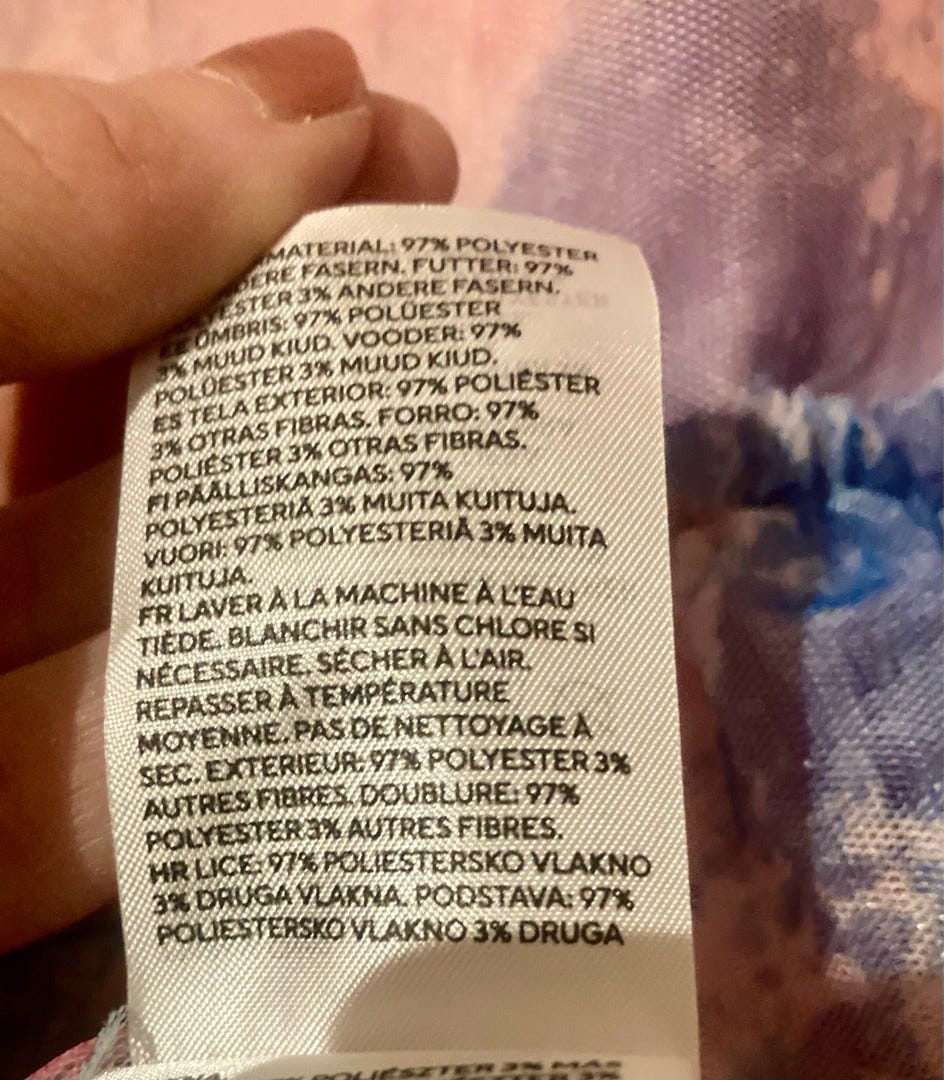 MATERIAL: 97% POLYESTER
FASERN. FUTTER: 97%
3% ANDERE FASERN.
EE ÜMBRIS: 97% POLÜESTER
3% MUUD KIUD. VOODER: 97%
POLÜESTER 3% MUUD KIUD.
ES TELA EXTERIOR: 97% POLIÉSTER
3% OTRAS FIBRAS. FORRO: 97%
POLIÉSTER 3% OTRAS FIBRAS.
FI PÄÄLLISKANGAS: 97%
POLYESTERIÄ 3% MUITA KUITUJA.
VUORI: 97% POLYESTERIÄ 3% MUITA
KUITUJA.
FR LAVER À LA MACHINE À L'EAU
TIÈDE. BLANCHIR SANS CHLORE SI
NÉCESSAIRE. SÉCHER À L'AIR.
REPASSER À TEMPÉRATURE
MOYENNE. PAS DE NETTOYAGE À
SEC. EXTERIEUR: 97% POLYESTER 3%
AUTRES FIBRES. DOUBLURE: 97%
POLYESTER 3% AUTRES FIBRES.
HR LICE: 97% POLIESTERSKO VLAKNO
3% DRUGA VLAKNA. PODSTAVA: 97%
POLIESTERSKO VLAKNO 3% DRUGA